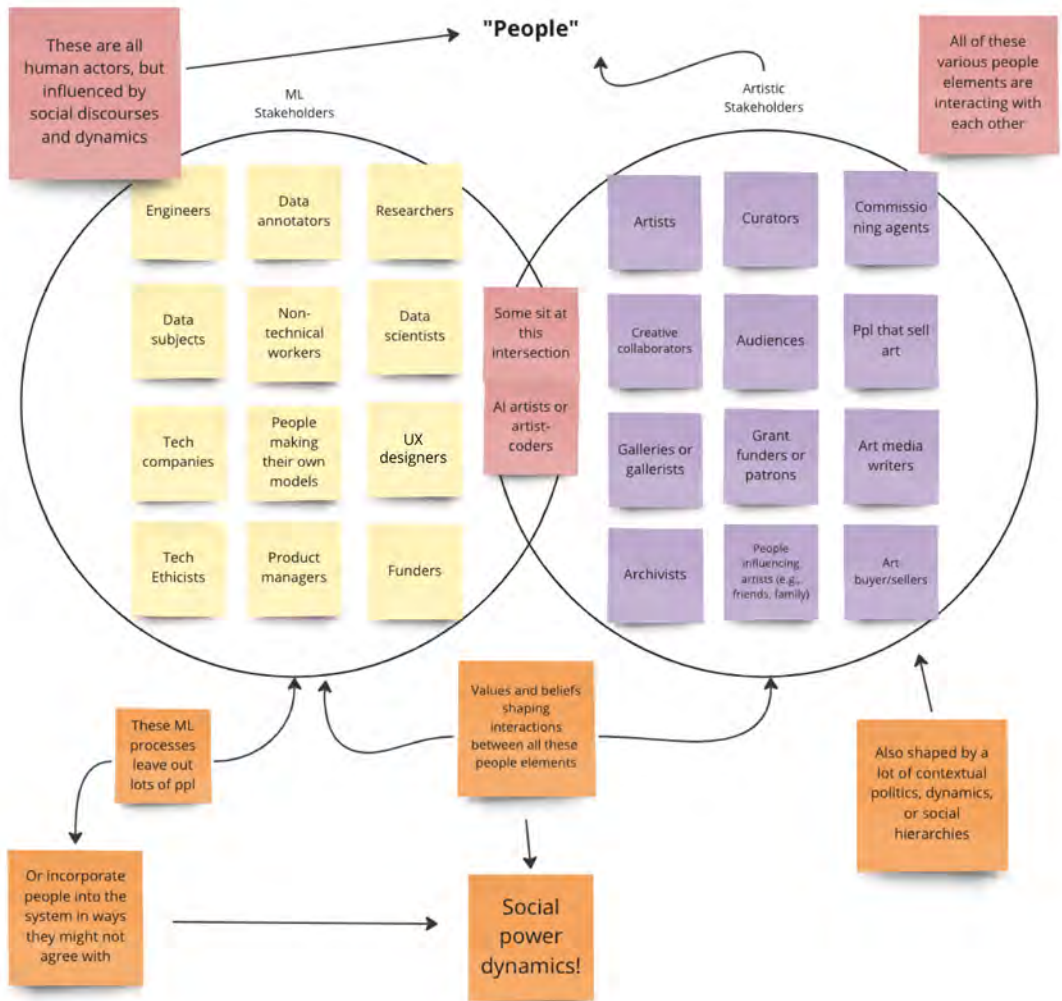 "People"
These are all
human actors, but
influenced by
social discourses
and dynamics
All of these
various people
elements are
interacting with
each other
ML
Stakeholders
Artistic
Stakeholders
Engineers
Data
annotators
Researchers
Data
subjects
Non-
technical
workers
Data
scientists
Tech
companies
People
making
their own
models
UX
designers
Tech
Ethicists
Product
managers
Funders
Some sit at
this
intersection
AI artists or
artist-
coders
Artists
Curators
Commissio
ning agents
Creative
collaborators
Audiences
Ppl that sell
art
Galleries or
gallerists
Grant
funders or
patrons
Art media
writers
Archivists
People
influencing
artists (e.g.,
friends, family)
Art
buyer/sellers
These ML
processes
leave out
lots of ppl
Values and beliefs
shaping
interactions
between all these
people elements
Also shaped by a
lot of contextual
politics, dynamics,
or social
hierarchies
Or incorporate
people into the
system in ways
they might not
agree with
Social
power
dynamics!